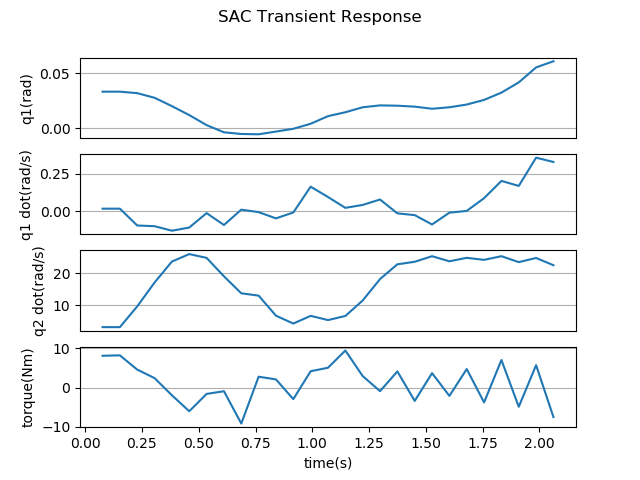 SAC Transient Response
q1(rad)
0.05
0.00
q1 dot(rad/s)
0.25
0.00
q2 dot(rad/s)
20
10
torque(Nm)
10
0
−10
0.00 0.25 0.50 0.75 1.00 1.25 1.50 1.75 2.00
time(s)